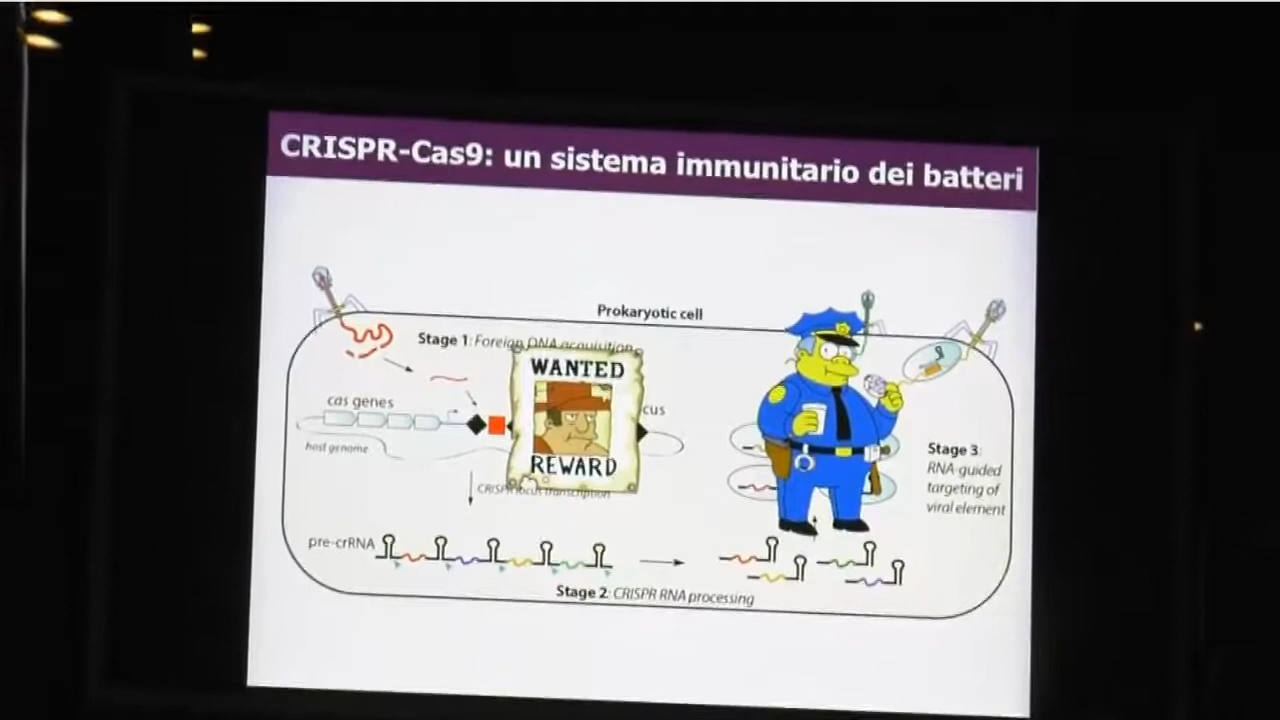 CRISPR-Cas9: un sistema immunitario dei batteri
Prokaryotic cell
Stage 1: Foreign DNA acquisition
WANTED
REWARD
cas genes
cus
host genome
CRISPR locus transcription
Stage 3:
RNA-guided
targeting of
viral element
pre-crRNA
Stage 2: CRISPR RNA processing